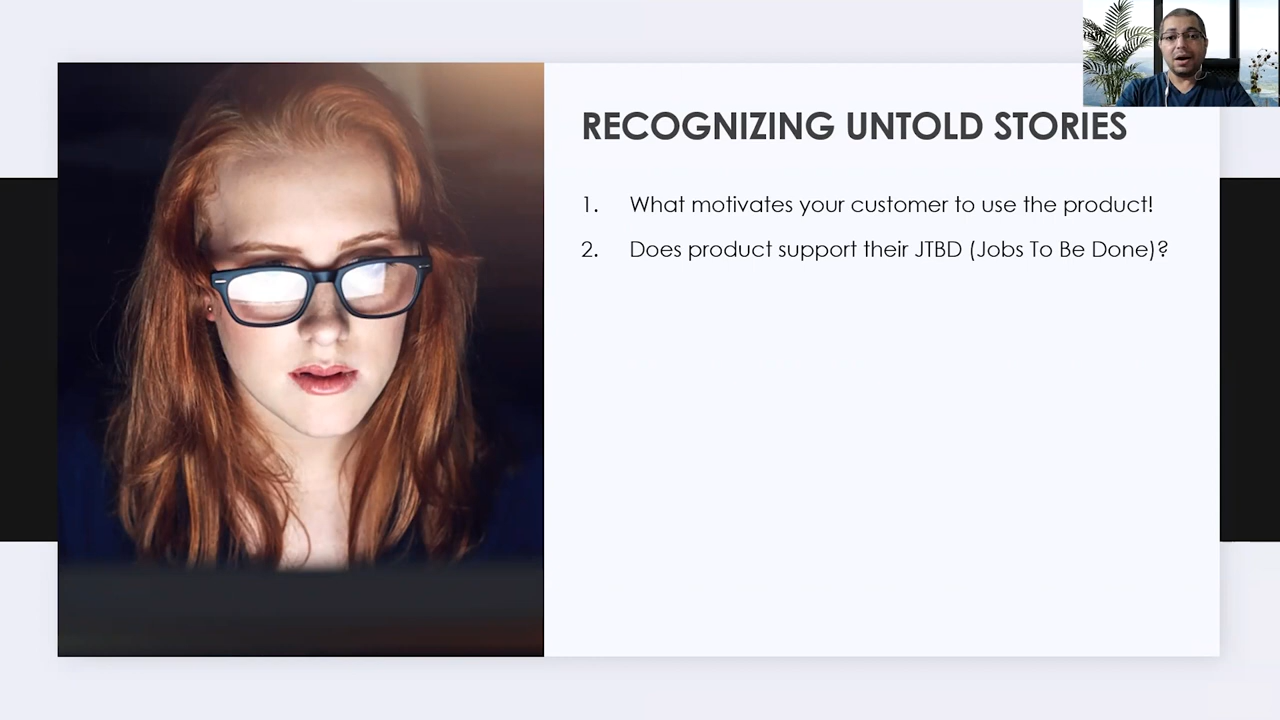 RECOGNIZING UNTOLD STORIES
1. What motivates your customer to use the product!
2. Does product support their JTBD (Jobs To Be Done)?